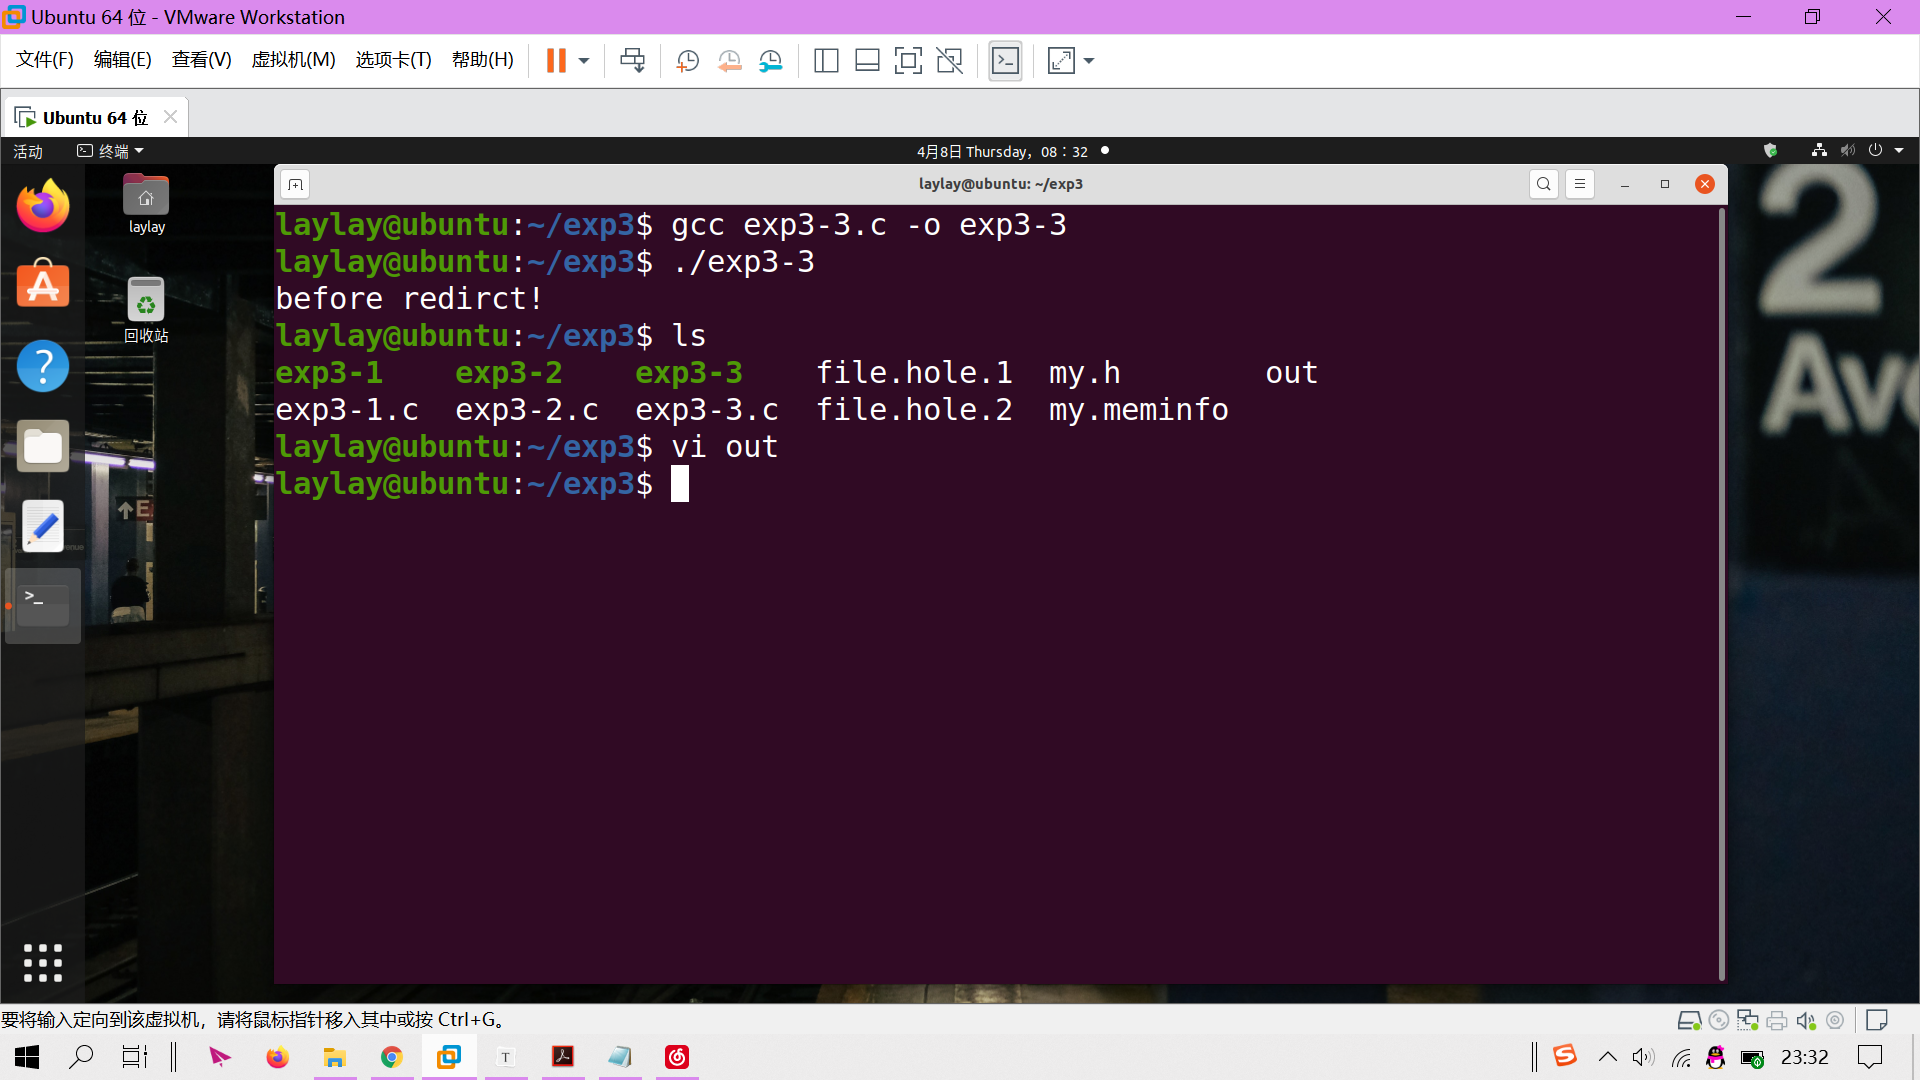 Ubuntu 64 位 - VMware Workstation
文件(F) 编辑(E) 查看(V) 虚拟机(M) 选项卡(T) 帮助(H)
Ubuntu 64 位
活动 终端 4月8日 Thursday，08：32
laylay@ubuntu: ~/exp3
laylay@ubuntu:~/exp3$ gcc exp3-3.c -o exp3-3
laylay@ubuntu:~/exp3$ ./exp3-3
before redirct!
laylay@ubuntu:~/exp3$ ls
exp3-1 exp3-2 exp3-3 file.hole.1 my.h out
exp3-1.c exp3-2.c exp3-3.c file.hole.2 my.meminfo
laylay@ubuntu:~/exp3$ vi out
laylay@ubuntu:~/exp3$
laylay
回收站
2
Ave
E
要将输入定向到该虚拟机，请将鼠标指针移入其中或按 Ctrl+G。
23:32